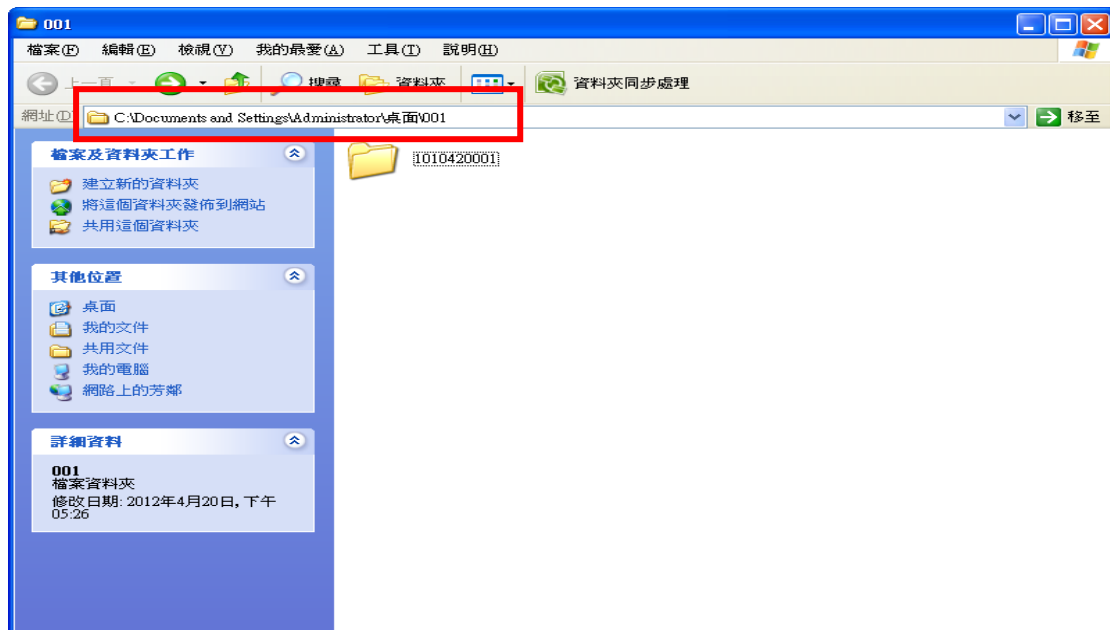 001
檔案(F) 編輯(E) 檢視(V) 我的最愛(A) 工具(T) 說明(H)
上一頁 搜尋 資料夾 資料夾同步處理
網址(D) C:\Documents and Settings\Administrator\桌面\001 移至
檔案及資料夾工作
建立新的資料夾
將這個資料夾發佈到網站
共用這個資料夾
其他位置
桌面
我的文件
共用文件
我的電腦
網路上的芳鄰
詳細資料
001
檔案資料夾
修改日期: 2012年4月20日, 下午
05:26
1010420001